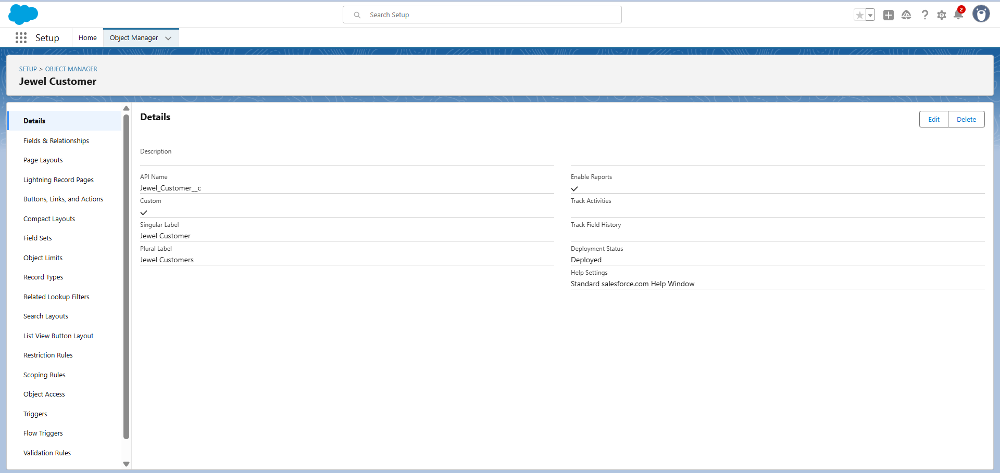 Search Setup
2
Setup
Home
Object Manager
SETUP > OBJECT MANAGER
Jewel Customer
Details
Fields & Relationships
Page Layouts
Lightning Record Pages
Buttons, Links, and Actions
Compact Layouts
Field Sets
Object Limits
Record Types
Related Lookup Filters
Search Layouts
List View Button Layout
Restriction Rules
Scoping Rules
Object Access
Triggers
Flow Triggers
Validation Rules
Details
Edit
Delete
Description
API Name
Jewel_Customer__c
Custom
Singular Label
Jewel Customer
Plural Label
Jewel Customers
Enable Reports
Track Activities
Track Field History
Deployment Status
Deployed
Help Settings
Standard salesforce.com Help Window